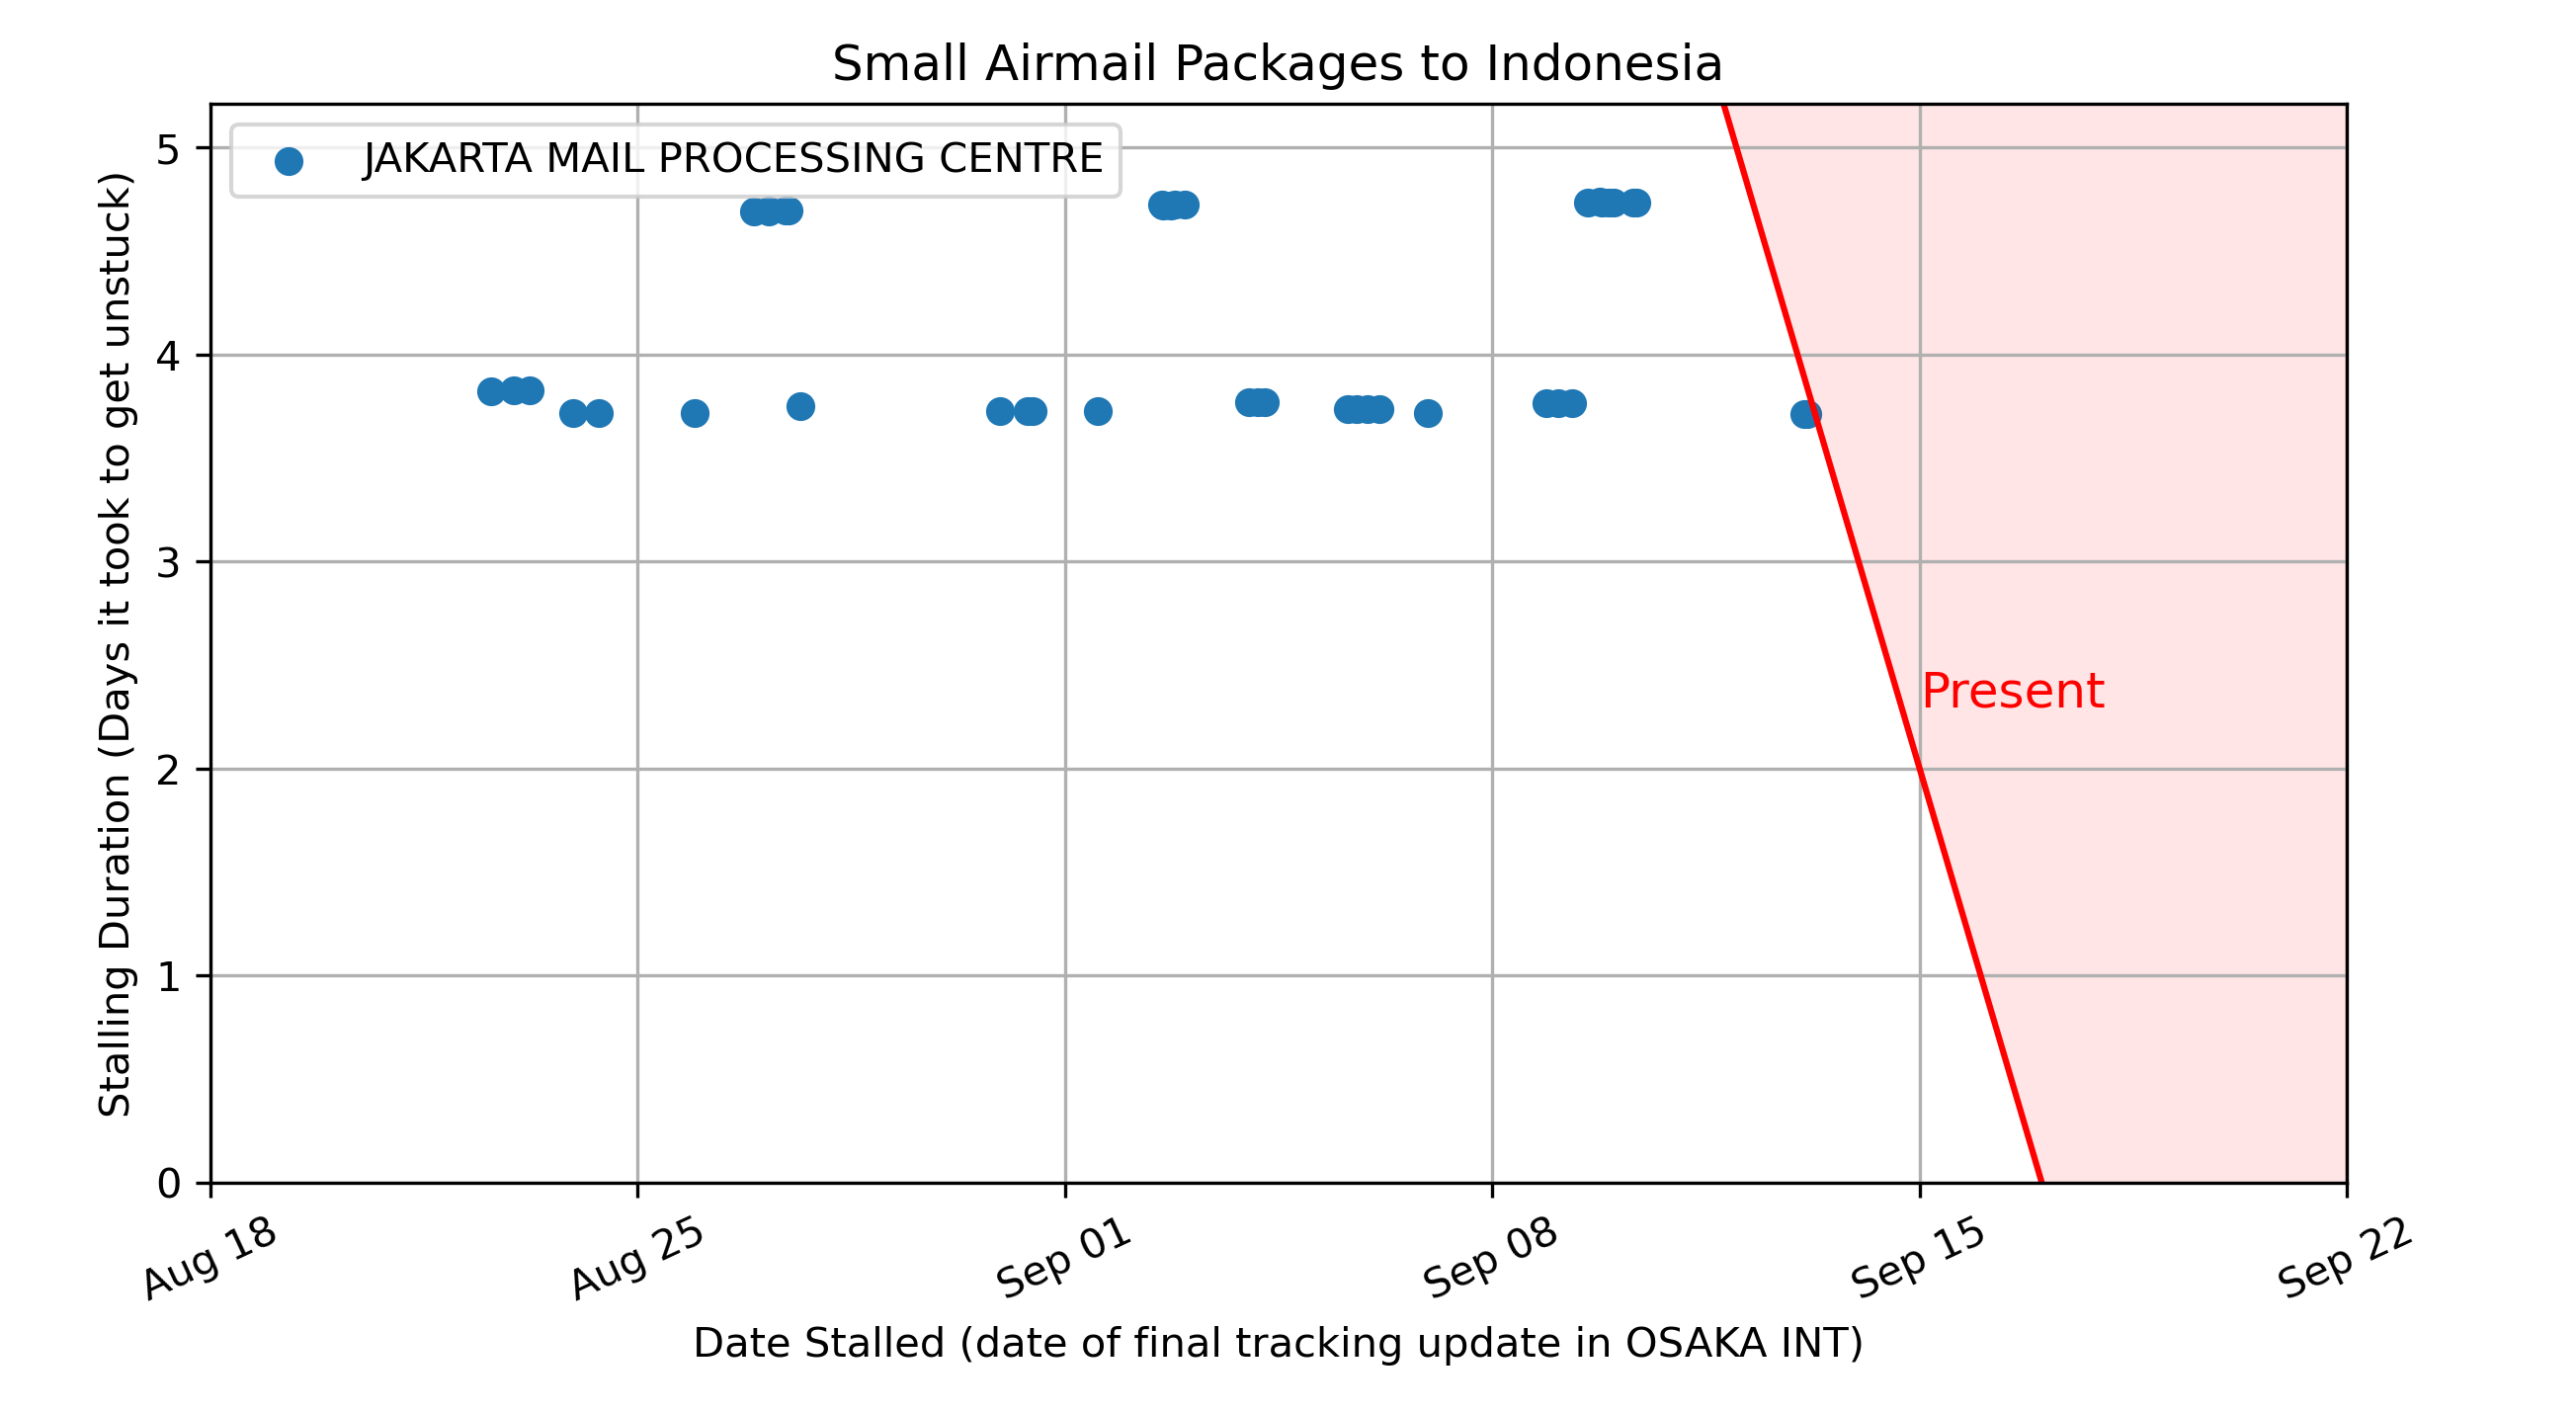 Small Airmail Packages to Indonesia
JAKARTA MAIL PROCESSING CENTRE
Stalling Duration (Days it took to get unstuck)
5
4
3
2
1
0
Present
Aug 18
Aug 25
Sep 01
Sep 08
Sep 15
Sep 22
Date Stalled (date of final tracking update in OSAKA INT)